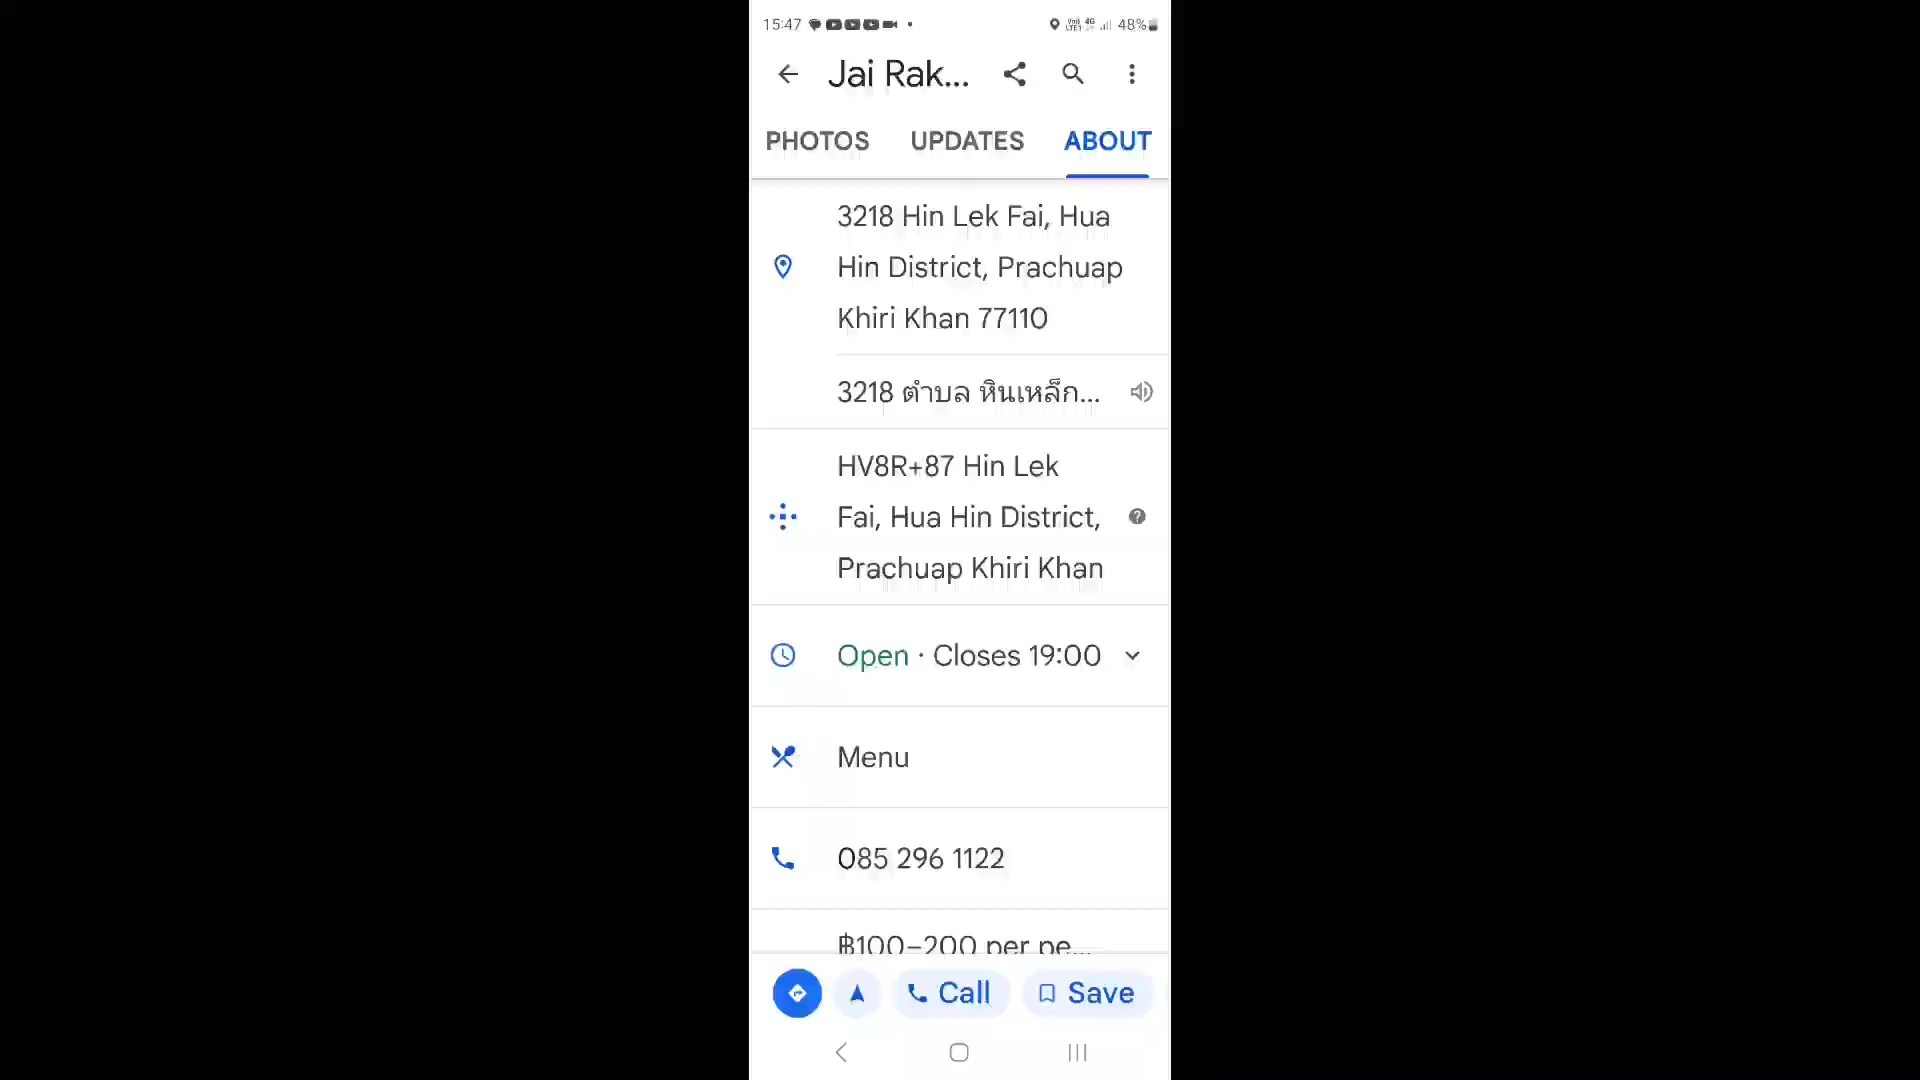 15:47 48%
Jai Rak...
PHOTOS UPDATES ABOUT
3218 Hin Lek Fai, Hua
Hin District, Prachuap
Khiri Khan 77110
3218 ตำบล หินเหล็ก...
HV8R+87 Hin Lek
Fai, Hua Hin District,
Prachuap Khiri Khan
Open · Closes 19:00
Menu
085 296 1122
฿100–200 per pe...
Call Save